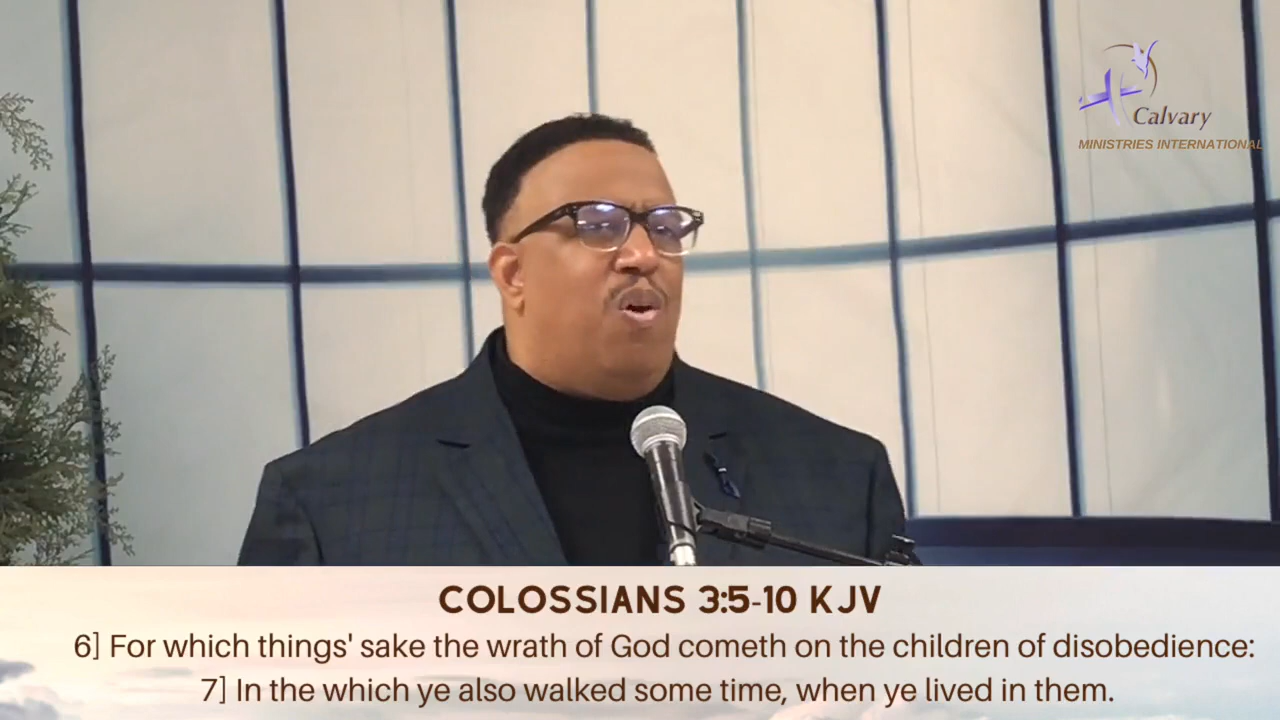 Calvary
MINISTRIES INTERNATIONAL
COLOSSIANS 3:5-10 KJV
6] For which things' sake the wrath of God cometh on the children of disobedience:
7] In the which ye also walked some time, when ye lived in them.